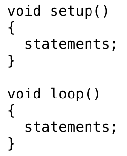 void setup()
{
  statements;
}

void loop()
{
  statements;
}